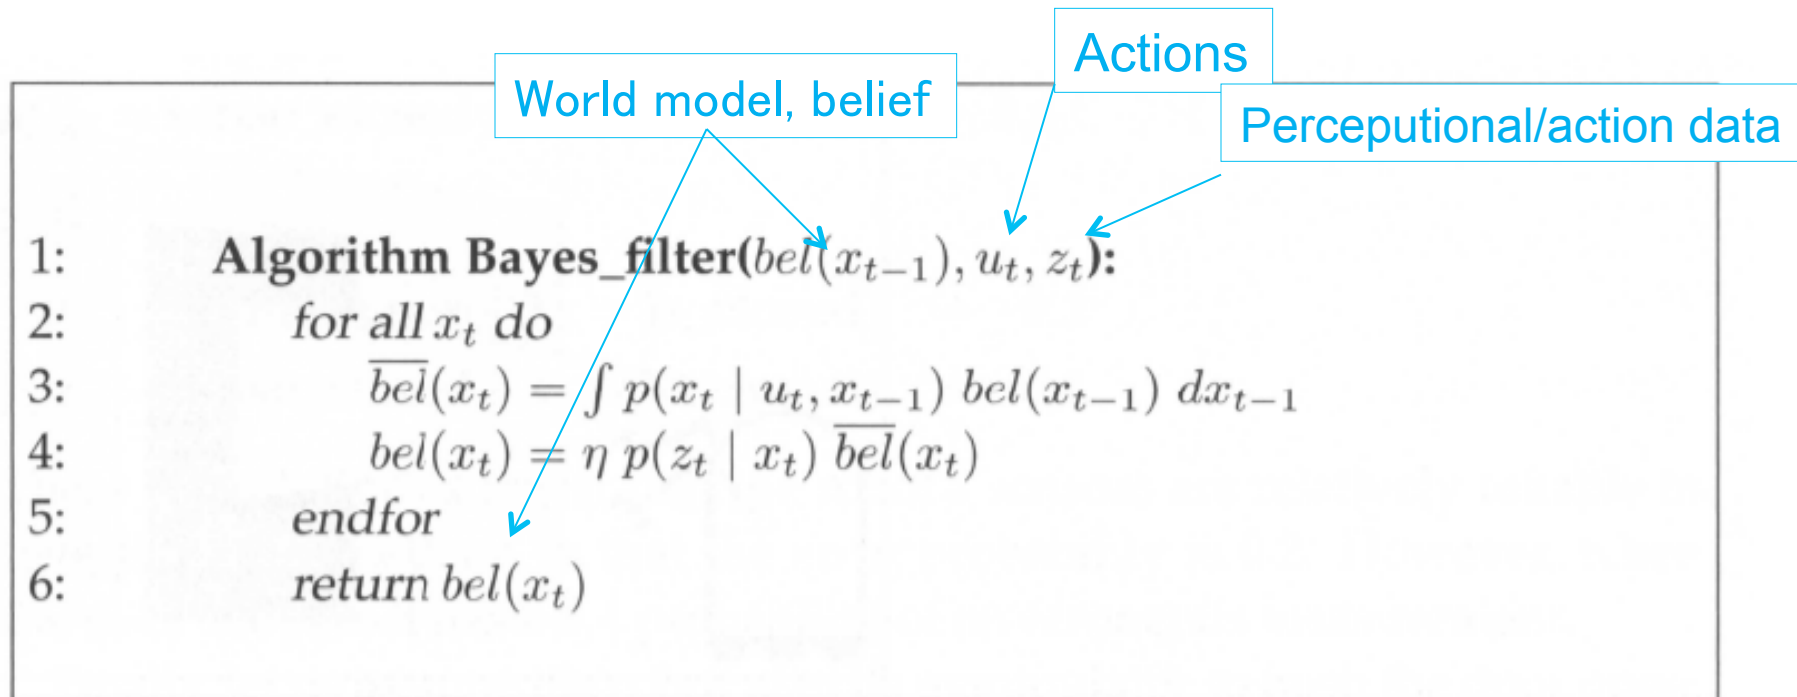 Actions
World model, belief
Perceputional/action data
1: Algorithm Bayes_filter(bel(x_{t−1}), u_t, z_t):
2: for all x_t do
3: \overline{bel}(x_t) = ∫ p(x_t | u_t, x_{t−1}) bel(x_{t−1}) dx_{t−1}
4: bel(x_t) = η p(z_t | x_t) \overline{bel}(x_t)
5: endfor
6: return bel(x_t)